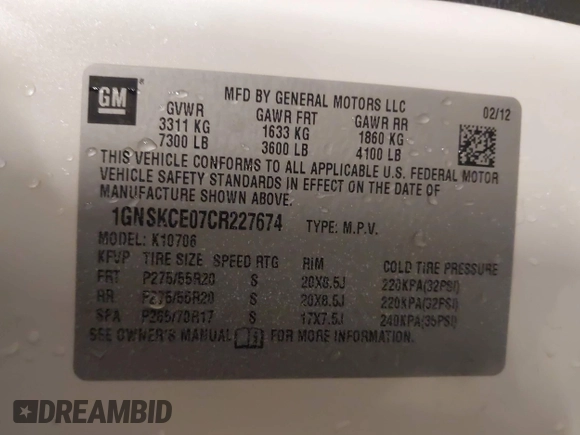 GM
MFD BY GENERAL MOTORS LLC
02/12
GVWR GAWR FRT GAWR RR
3311 KG 1633 KG 1860 KG
7300 LB 3600 LB 4100 LB
THIS VEHICLE CONFORMS TO ALL APPLICABLE U.S. FEDERAL MOTOR
VEHICLE SAFETY STANDARDS IN EFFECT ON THE DATE OF
MANUFACTURE SHOWN ABOVE.
1GNSKCE07CR227674 TYPE: M.P.V.
MODEL: K10706
KFVP TIRE SIZE SPEED RTG RIM COLD TIRE PRESSURE
FRT P275/55R20 S 20X8.5J 220KPA(32PSI)
RR P275/55R20 S 20X8.5J 220KPA(32PSI)
SPA P265/70R17 S 17X7.5J 240KPA(35PSI)
SEE OWNER'S MANUAL FOR MORE INFORMATION
DREAMBID